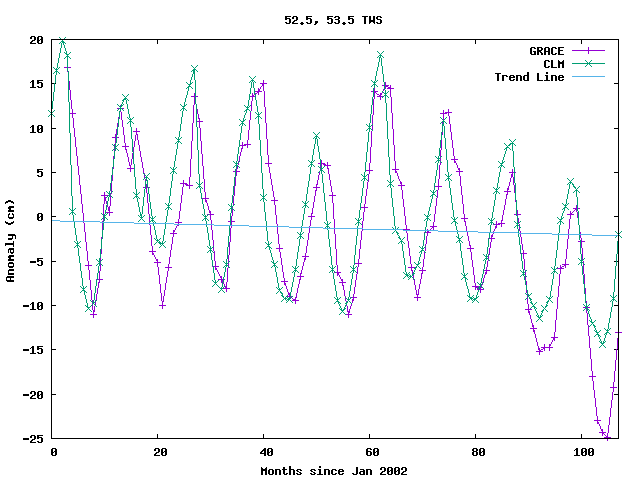 52.5, 53.5 TWS
GRACE
CLM
Trend Line
20
15
10
5
0
-5
-10
-15
-20
-25
Anomaly (cm)
0 20 40 60 80 100
Months since Jan 2002